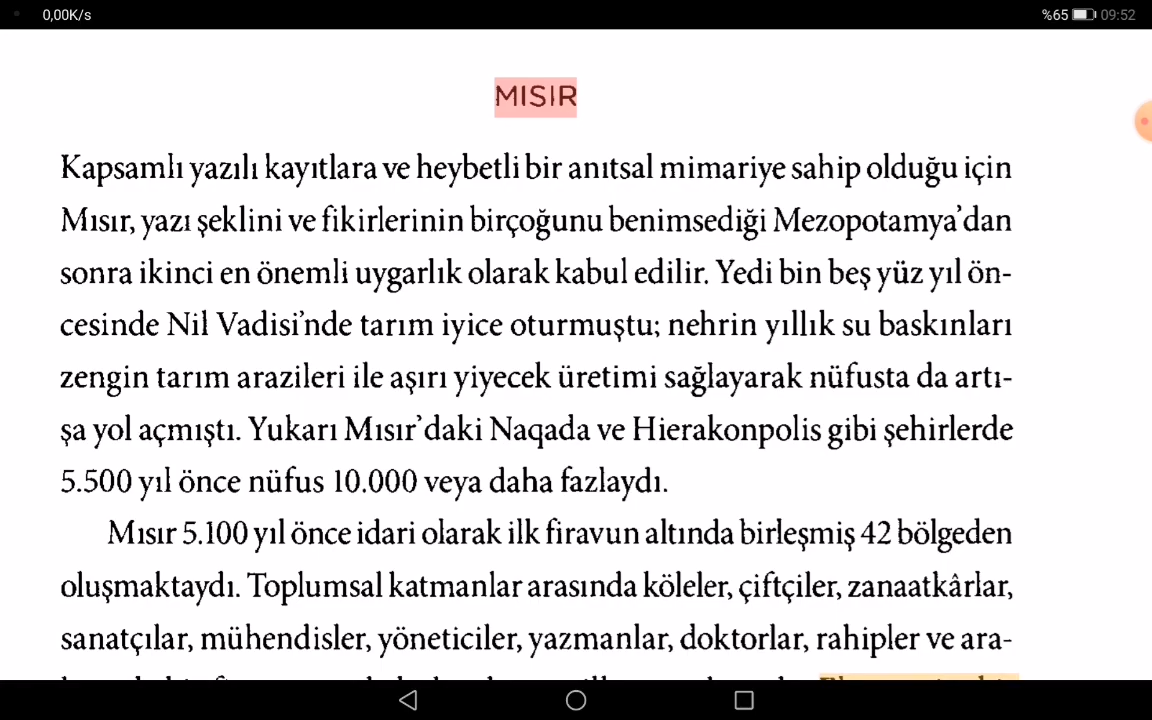 0,00K/s
%65 09:52
MISIR
Kapsamlı yazılı kayıtlara ve heybetli bir anıtsal mimariye sahip olduğu için
Mısır, yazı şeklini ve fikirlerinin birçoğunu benimsediği Mezopotamya’dan
sonra ikinci en önemli uygarlık olarak kabul edilir. Yedi bin beş yüz yıl ön-
cesinde Nil Vadisi’nde tarım iyice oturmuştu; nehrin yıllık su baskınları
zengin tarım arazileri ile aşırı yiyecek üretimi sağlayarak nüfusta da artı-
şa yol açmıştı. Yukarı Mısır’daki Naqada ve Hierakonpolis gibi şehirlerde
5.500 yıl önce nüfus 10.000 veya daha fazlaydı.
Mısır 5.100 yıl önce idari olarak ilk firavun altında birleşmiş 42 bölgeden
oluşmaktaydı. Toplumsal katmanlar arasında köleler, çiftçiler, zanaatkârlar,
sanatçılar, mühendisler, yöneticiler, yazmanlar, doktorlar, rahipler ve ara-